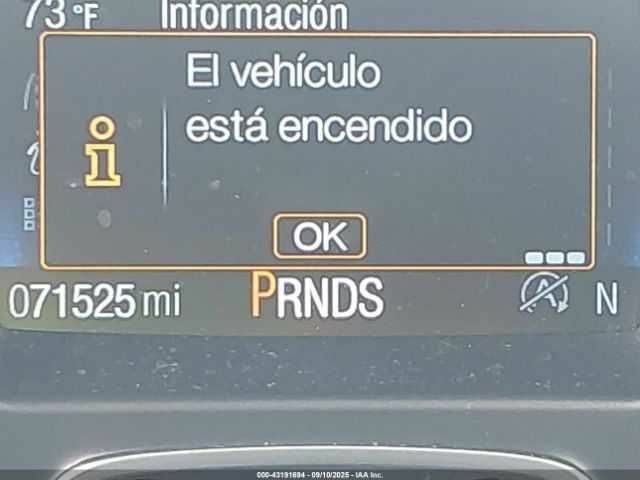 73°F Información
El vehículo
está encendido
i
OK
071525 mi PRNDS A N
000-43191694 - 09/10/2025 - IAA Inc.